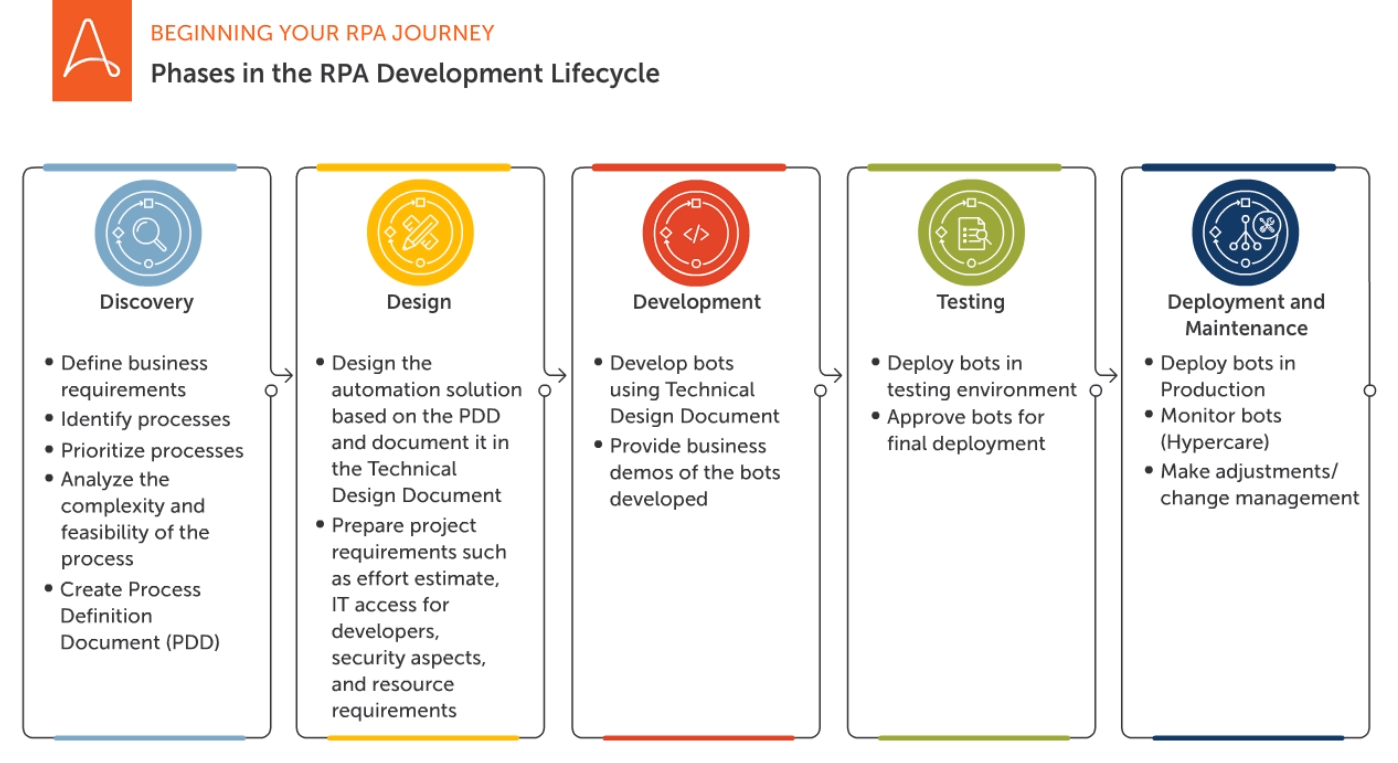 BEGINNING YOUR RPA JOURNEY
Phases in the RPA Development Lifecycle
Discovery
• Define business
requirements
• Identify processes
• Prioritize processes
• Analyze the
complexity and
feasibility of the
process
• Create Process
Definition
Document (PDD)
Design
• Design the
automation solution
based on the PDD
and document it in
the Technical
Design Document
• Prepare project
requirements such
as effort estimate,
IT access for
developers,
security aspects,
and resource
requirements
Development
• Develop bots
using Technical
Design Document
• Provide business
demos of the bots
developed
Testing
• Deploy bots in
testing environment
• Approve bots for
final deployment
Deployment and
Maintenance
• Deploy bots in
Production
• Monitor bots
(Hypercare)
• Make adjustments/
change management